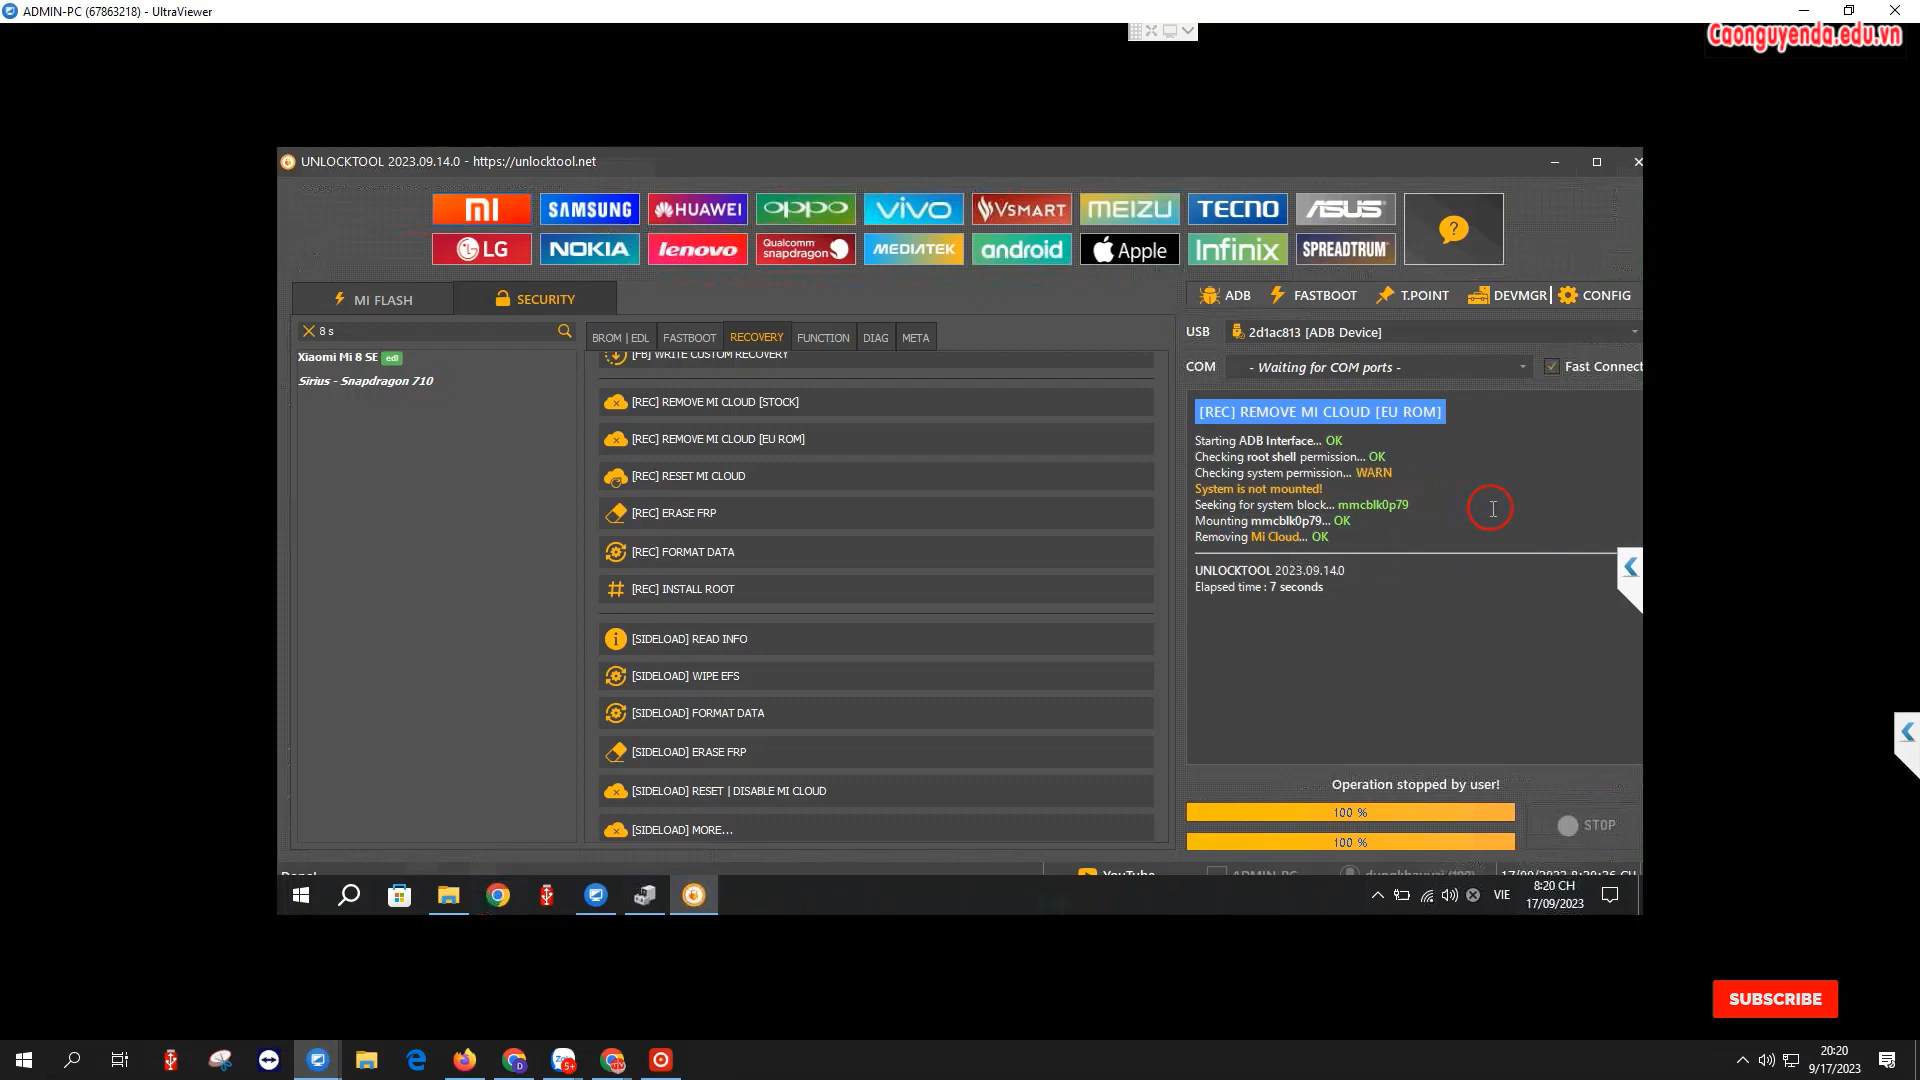 ADMIN-PC (67863218) - UltraViewer
Caonguyenda.edu.vn
UNLOCKTOOL 2023.09.14.0 - https://unlocktool.net
MI SAMSUNG HUAWEI oppo vivo VSMART MEIZU TECNO ASUS
LG NOKIA lenovo Qualcomm snapdragon MEDIATEK android Apple Infinix SPREADTRUM
?
MI FLASH SECURITY
ADB FASTBOOT T.POINT DEVMGR CONFIG
8 s
BROM | EDL FASTBOOT RECOVERY FUNCTION DIAG META
USB 2d1ac813 [ADB Device]
Xiaomi Mi 8 SE edl
Sirius - Snapdragon 710
COM - Waiting for COM ports - Fast Connect
[FB] WRITE CUSTOM RECOVERY
[REC] REMOVE MI CLOUD [STOCK]
[REC] REMOVE MI CLOUD [EU ROM]
[REC] RESET MI CLOUD
[REC] ERASE FRP
[REC] FORMAT DATA
[REC] INSTALL ROOT
[SIDELOAD] READ INFO
[SIDELOAD] WIPE EFS
[SIDELOAD] FORMAT DATA
[SIDELOAD] ERASE FRP
[SIDELOAD] RESET | DISABLE MI CLOUD
[SIDELOAD] MORE...
[REC] REMOVE MI CLOUD [EU ROM]
Starting ADB Interface... OK
Checking root shell permission... OK
Checking system permission... WARN
System is not mounted!
Seeking for system block... mmcblk0p79
Mounting mmcblk0p79... OK
Removing Mi Cloud... OK
UNLOCKTOOL 2023.09.14.0
Elapsed time : 7 seconds
Operation stopped by user!
100 %
STOP
100 %
YouTube ADMIN-PC
VIE
8:20 CH
17/09/2023
SUBSCRIBE
20:20
9/17/2023